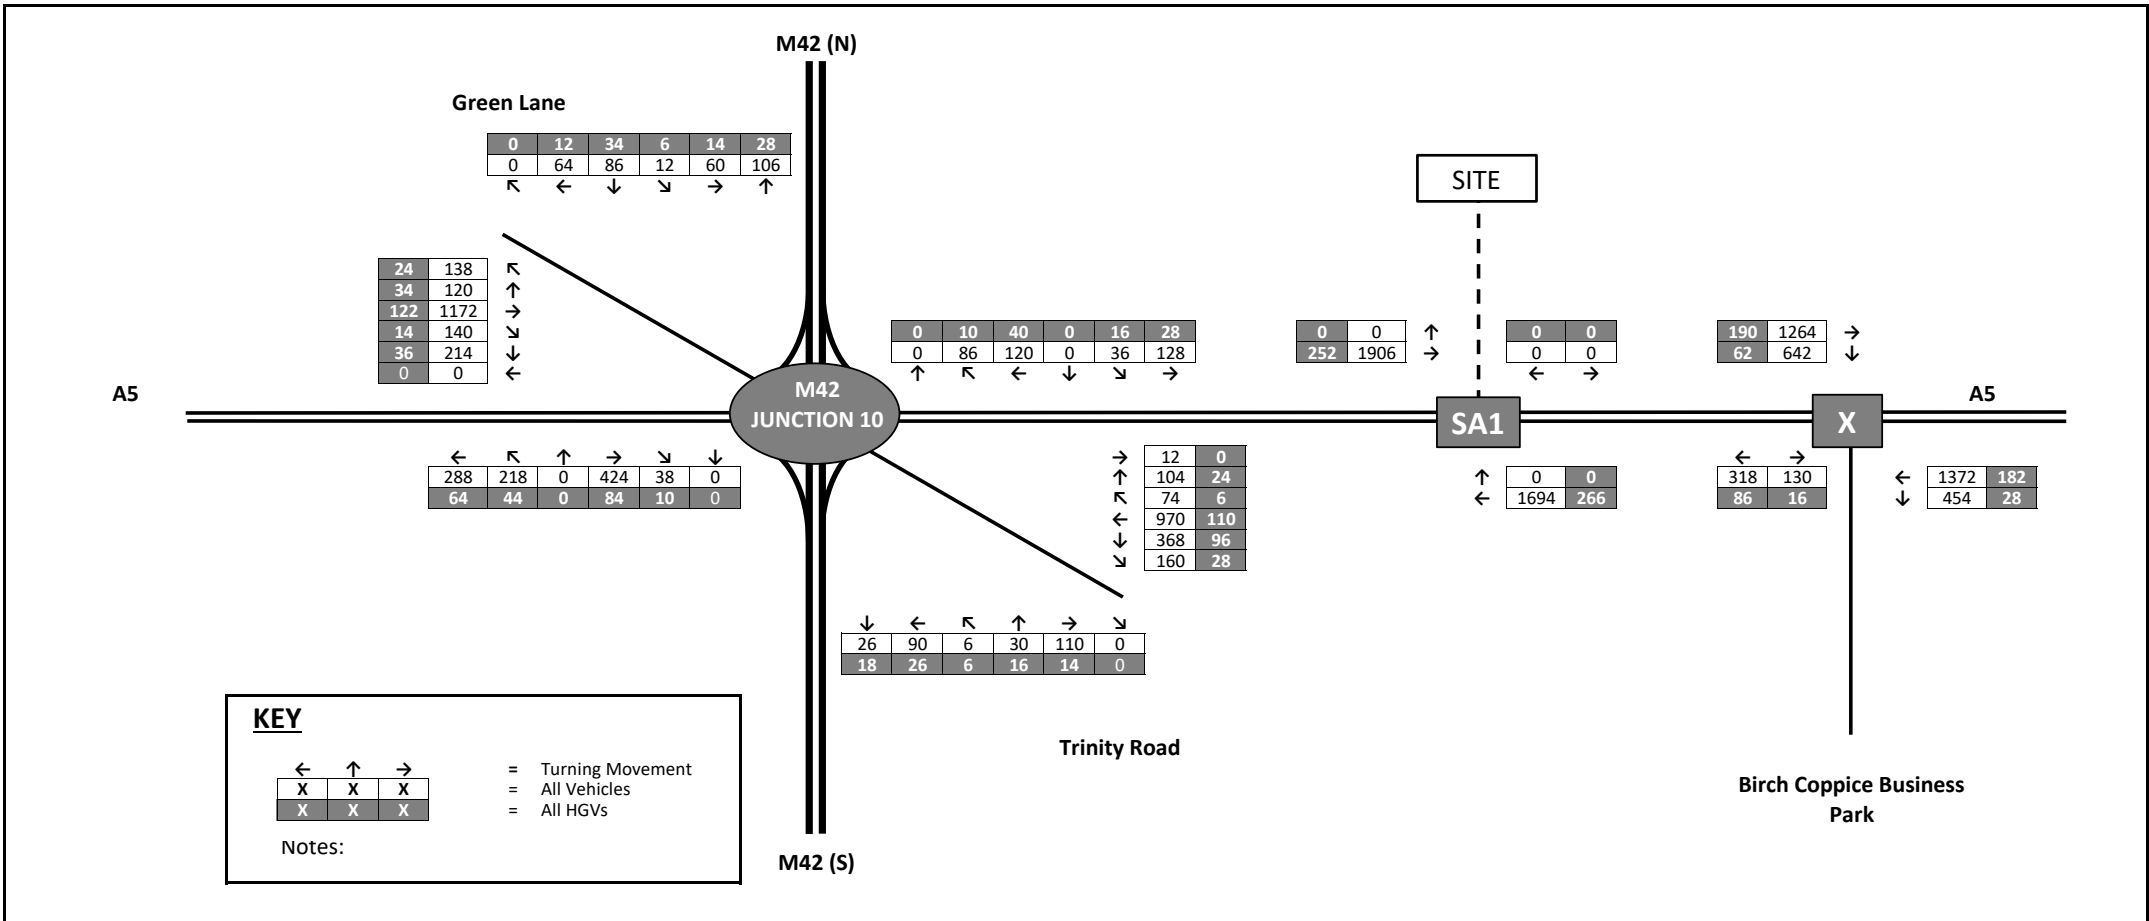 M42 (N)
Green Lane
0 12 34 6 14 28
0 64 86 12 60 106
↖ ← ↓ ↘ → ↑
SITE
24 138 ↖
34 120 ↑
122 1172 →
14 140 ↘
36 214 ↓
0 0 ←
0 10 40 0 16 28
0 86 120 0 36 128
↑ ↖ ← ↓ ↘ →
0 0 ↑
252 1906 →
0 0
0 0
← →
190 1264 →
62 642 ↓
A5
M42
JUNCTION 10
SA1
X
A5
← ↖ ↑ → ↘ ↓
288 218 0 424 38 0
64 44 0 84 10 0
→ 12 0
↑ 104 24
↖ 74 6
← 970 110
↓ 368 96
↘ 160 28
↑ 0 0
← 1694 266
← →
318 130
86 16
← 1372 182
↓ 454 28
↓ ← ↖ ↑ → ↘
26 90 6 30 110 0
18 26 6 16 14 0
KEY
← ↑ → = Turning Movement
X X X = All Vehicles
X X X = All HGVs
Notes:
Trinity Road
Birch Coppice Business
Park
M42 (S)